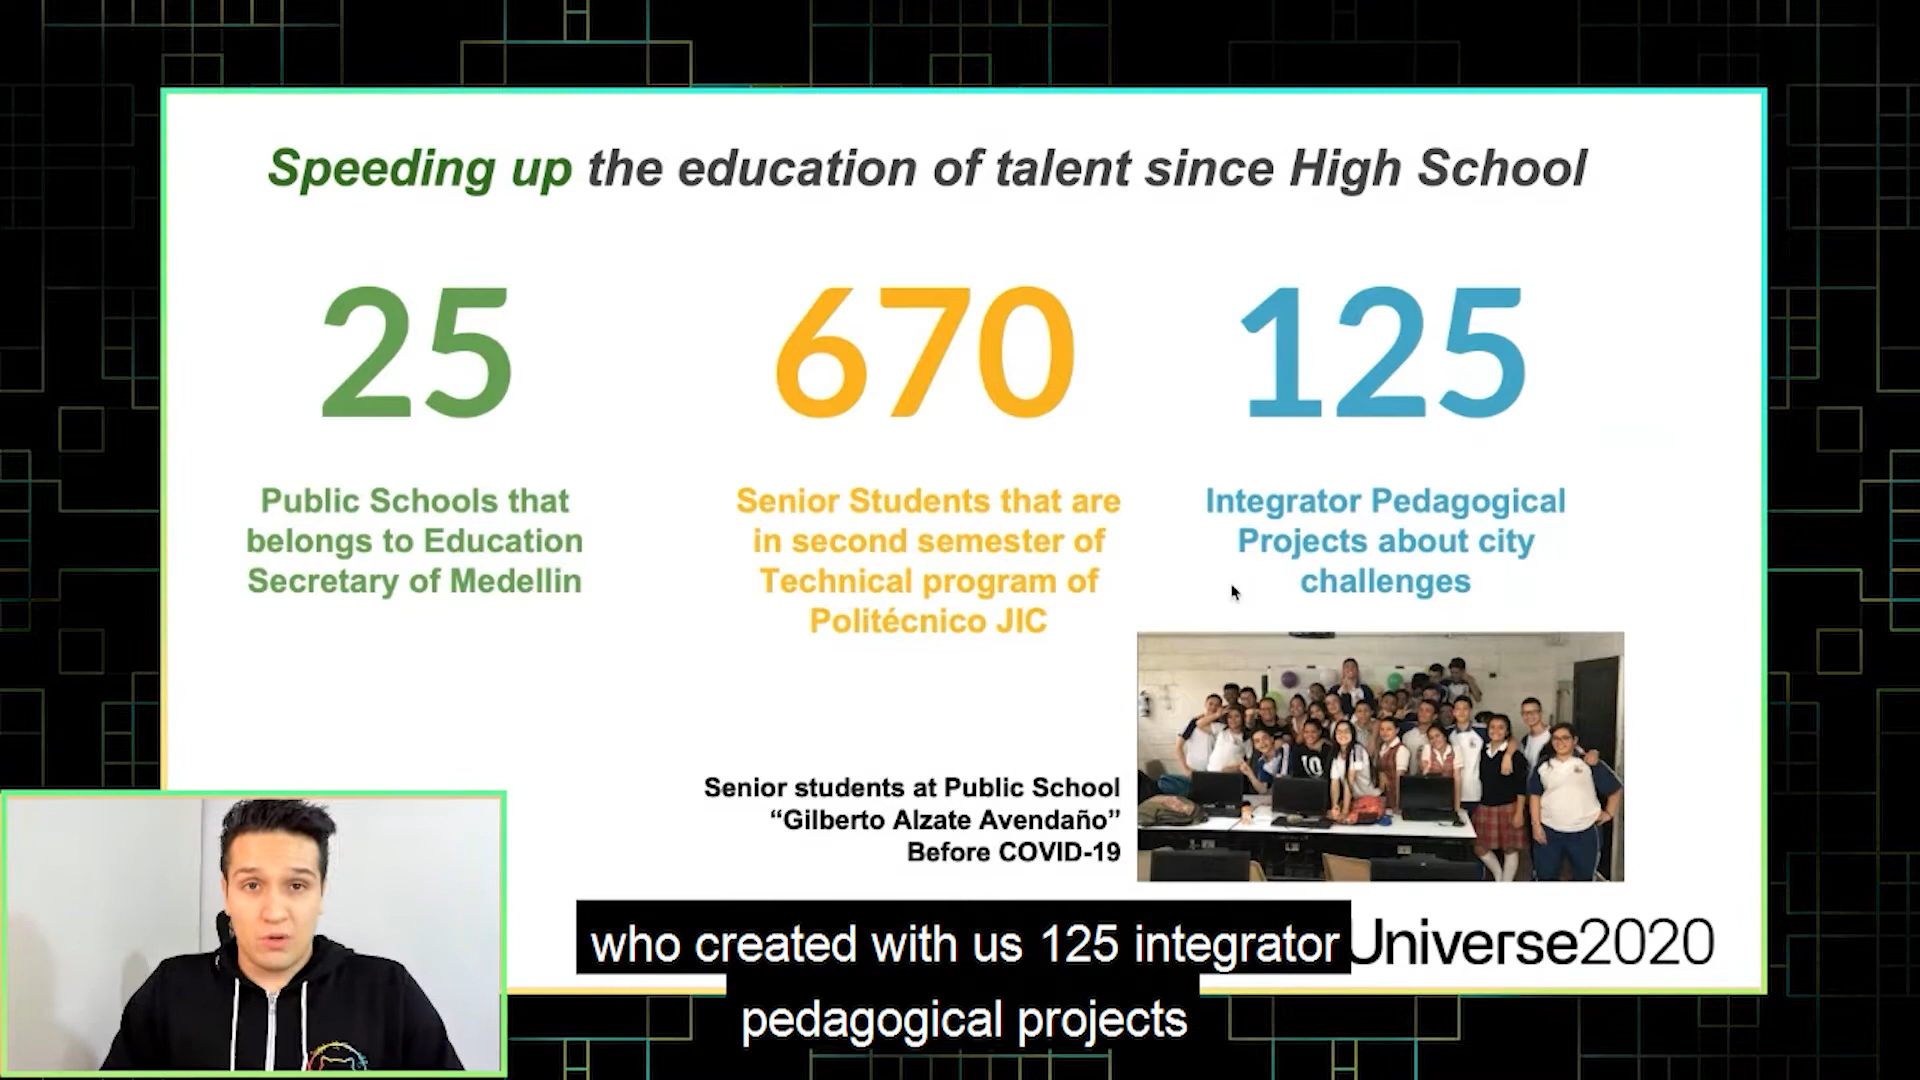 Speeding up the education of talent since High School
25
Public Schools that
belongs to Education
Secretary of Medellin
670
Senior Students that are
in second semester of
Technical program of
Politécnico JIC
125
Integrator Pedagogical
Projects about city
challenges
Senior students at Public School
“Gilberto Alzate Avendaño”
Before COVID-19
Universe2020
who created with us 125 integrator
pedagogical projects